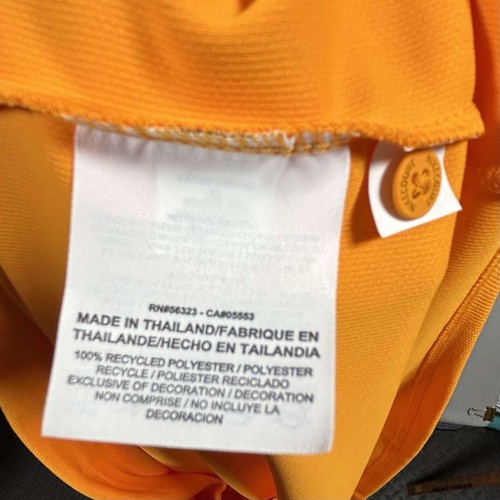 RN#56323 - CA#05553
MADE IN THAILAND/FABRIQUE EN
THAILANDE/HECHO EN TAILANDIA
100% RECYCLED POLYESTER / POLYESTER
RECYCLE / POLIESTER RECICLADO
EXCLUSIVE OF DECORATION / DECORATION
NON COMPRISE / NO INCLUYE LA
DECORACION